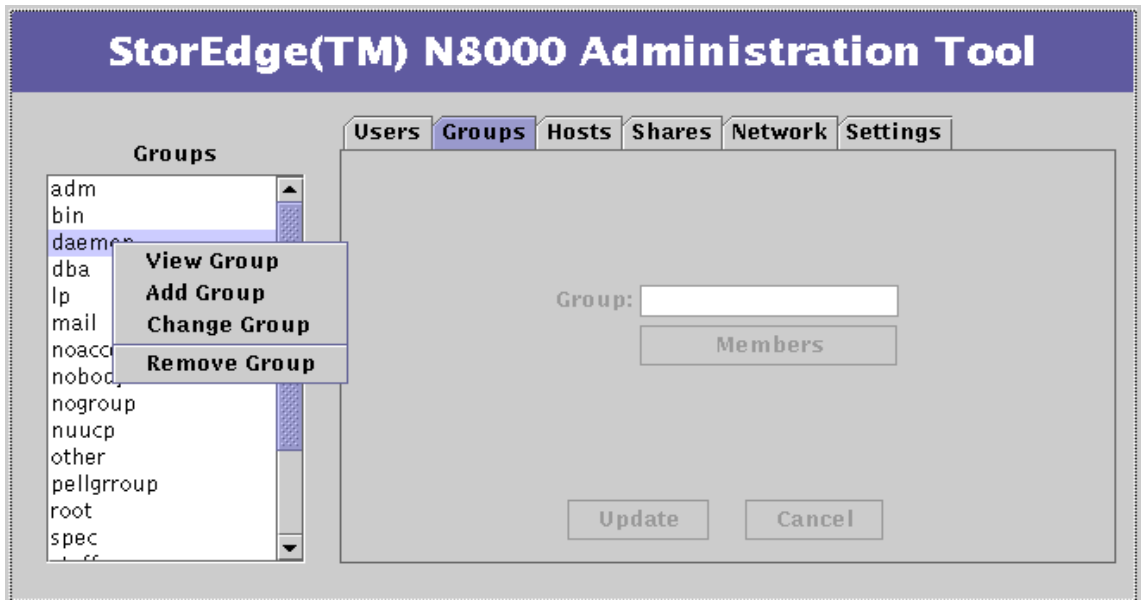 StorEdge(TM) N8000 Administration Tool
Users Groups Hosts Shares Network Settings
Groups
adm
bin
daemon
dba
lp
mail
nogroup
nuucp
other
pellgrroup
root
spec
View Group
Add Group
Change Group
Remove Group
Group:
Members
Update Cancel